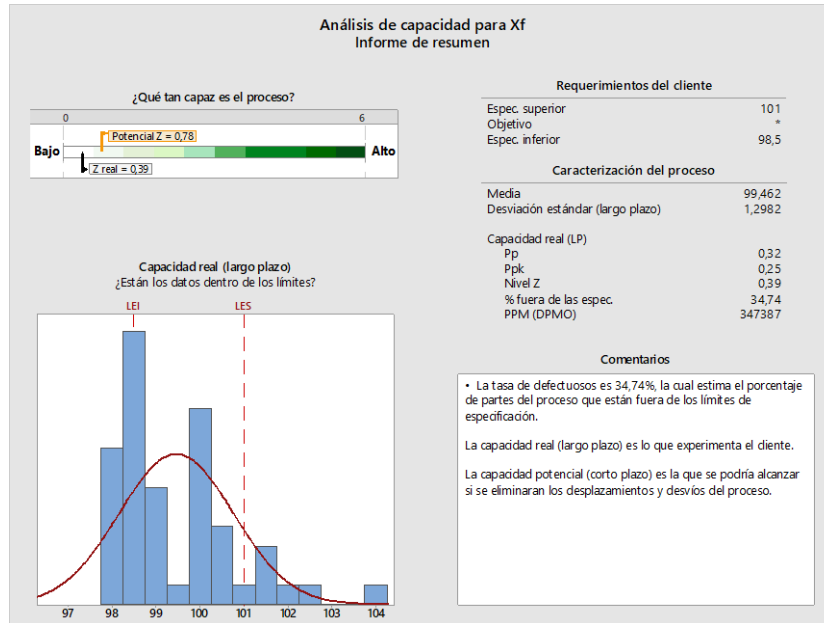 Análisis de capacidad para Xf
Informe de resumen
¿Qué tan capaz es el proceso?
0 6
Potencial Z = 0,78
Bajo Alto
Z real = 0,39
Requerimientos del cliente
Espec. superior 101
Objetivo *
Espec. inferior 98,5
Caracterización del proceso
Media 99,462
Desviación estándar (largo plazo) 1,2982
Capacidad real (LP)
Pp 0,32
Ppk 0,25
Nivel Z 0,39
% fuera de las espec. 34,74
PPM (DPMO) 347387
Capacidad real (largo plazo)
¿Están los datos dentro de los límites?
LEI LES
97 98 99 100 101 102 103 104
Comentarios
• La tasa de defectuosos es 34,74%, la cual estima el porcentaje
de partes del proceso que están fuera de los límites de
especificación.
La capacidad real (largo plazo) es lo que experimenta el cliente.
La capacidad potencial (corto plazo) es la que se podría alcanzar
si se eliminaran los desplazamientos y desvíos del proceso.